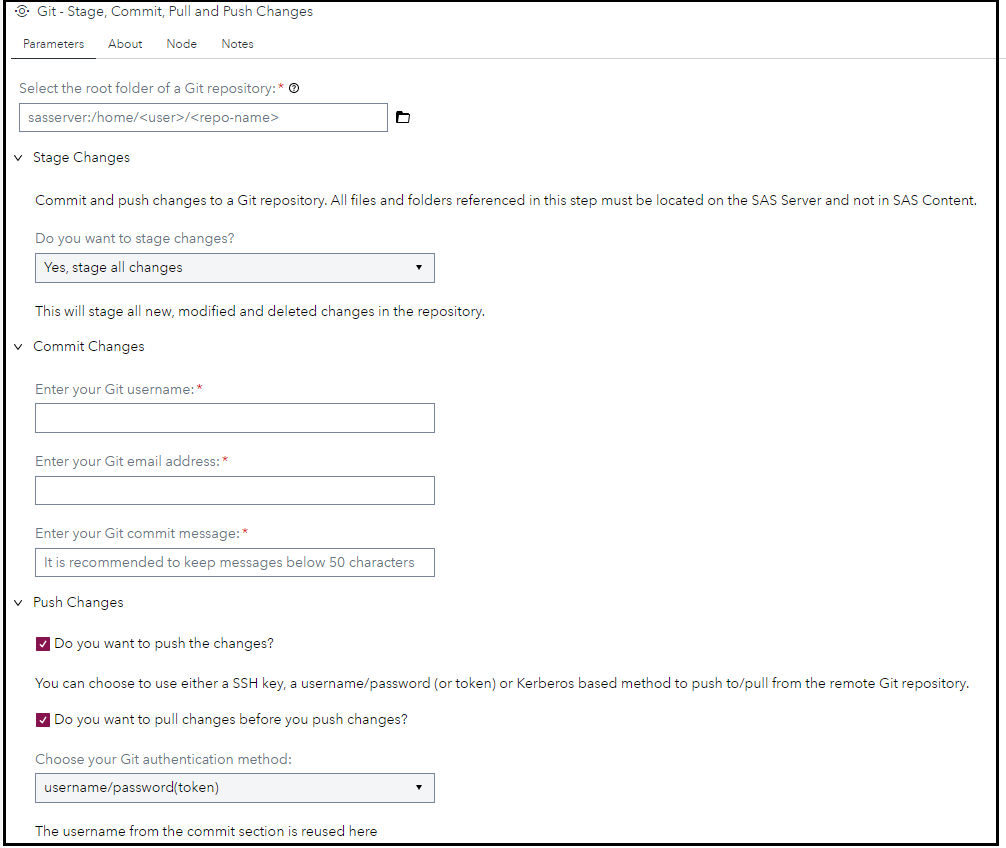 Git - Stage, Commit, Pull and Push Changes
Parameters About Node Notes
Select the root folder of a Git repository:*
sasserver:/home/<user>/<repo-name>
Stage Changes
Commit and push changes to a Git repository. All files and folders referenced in this step must be located on the SAS Server and not in SAS Content.
Do you want to stage changes?
Yes, stage all changes
This will stage all new, modified and deleted changes in the repository.
Commit Changes
Enter your Git username:*
Enter your Git email address:*
Enter your Git commit message:*
It is recommended to keep messages below 50 characters
Push Changes
Do you want to push the changes?
You can choose to use either a SSH key, a username/password (or token) or Kerberos based method to push to/pull from the remote Git repository.
Do you want to pull changes before you push changes?
Choose your Git authentication method:
username/password(token)
The username from the commit section is reused here